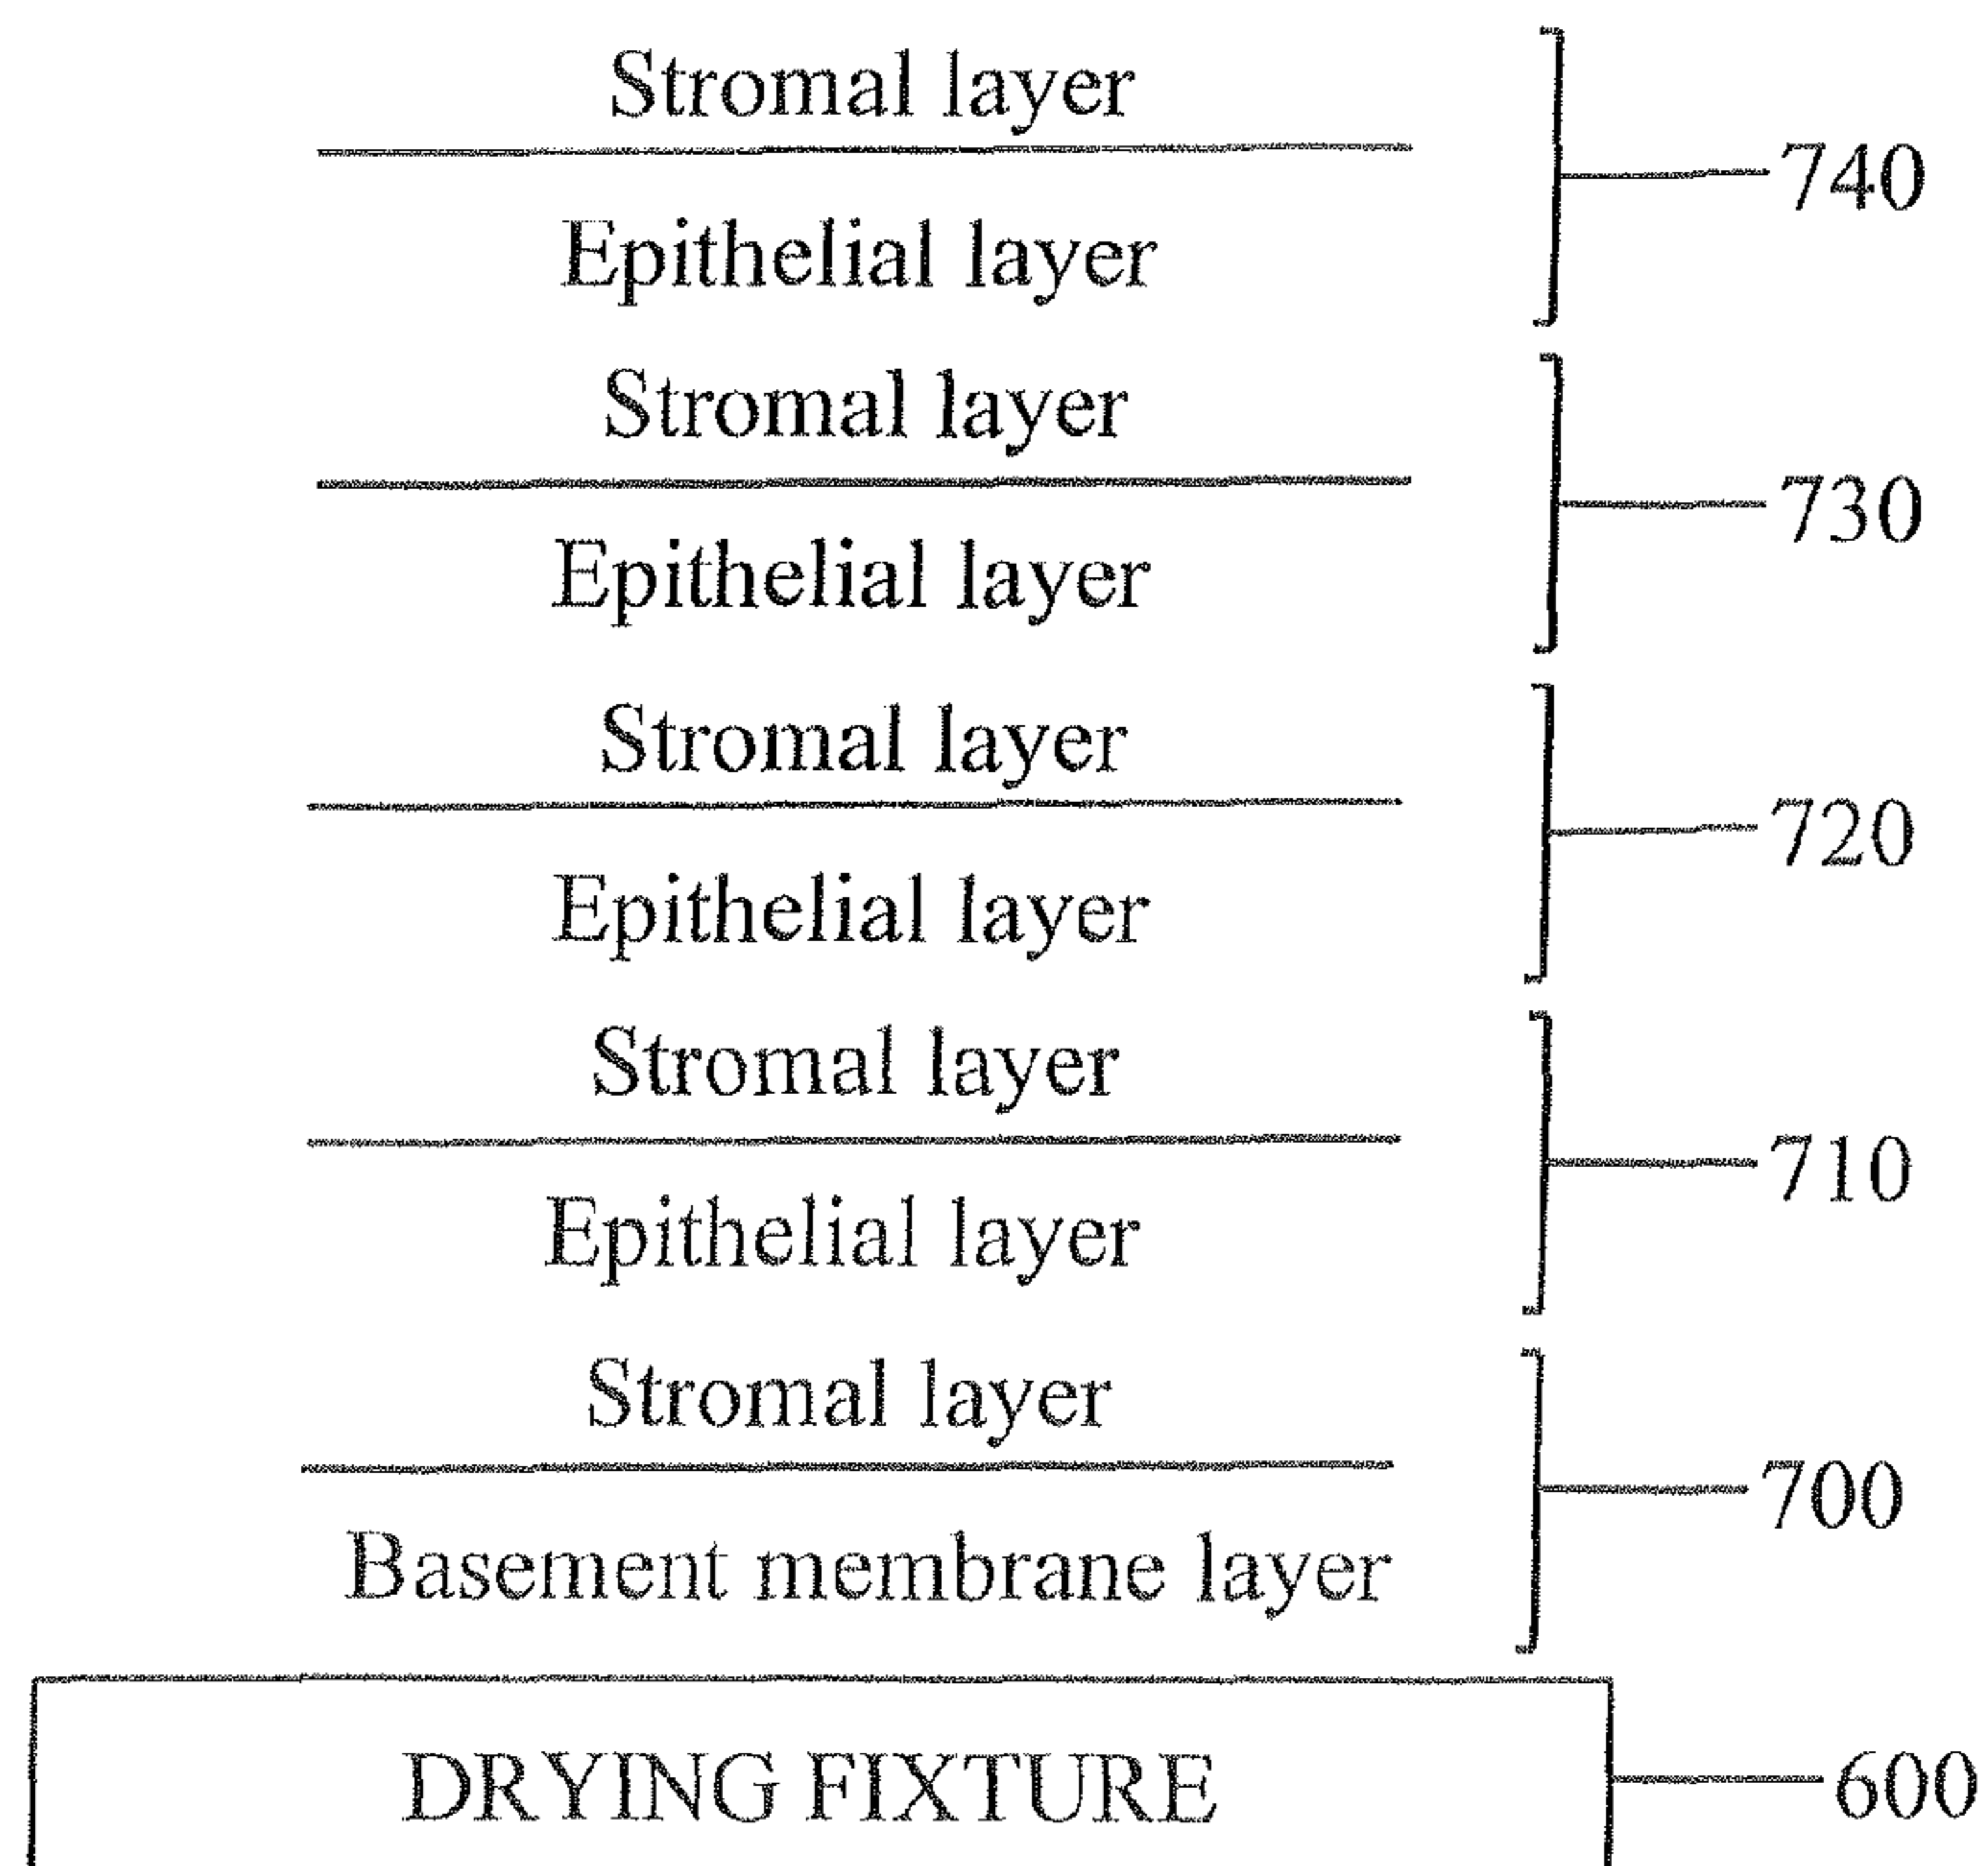 Stromal layer
740
Epithelial layer
Stromal layer
730
Epithelial layer
Stromal layer
720
Epithelial layer
Stromal layer
710
Epithelial layer
Stromal layer
700
Basement membrane layer
DRYING FIXTURE
600